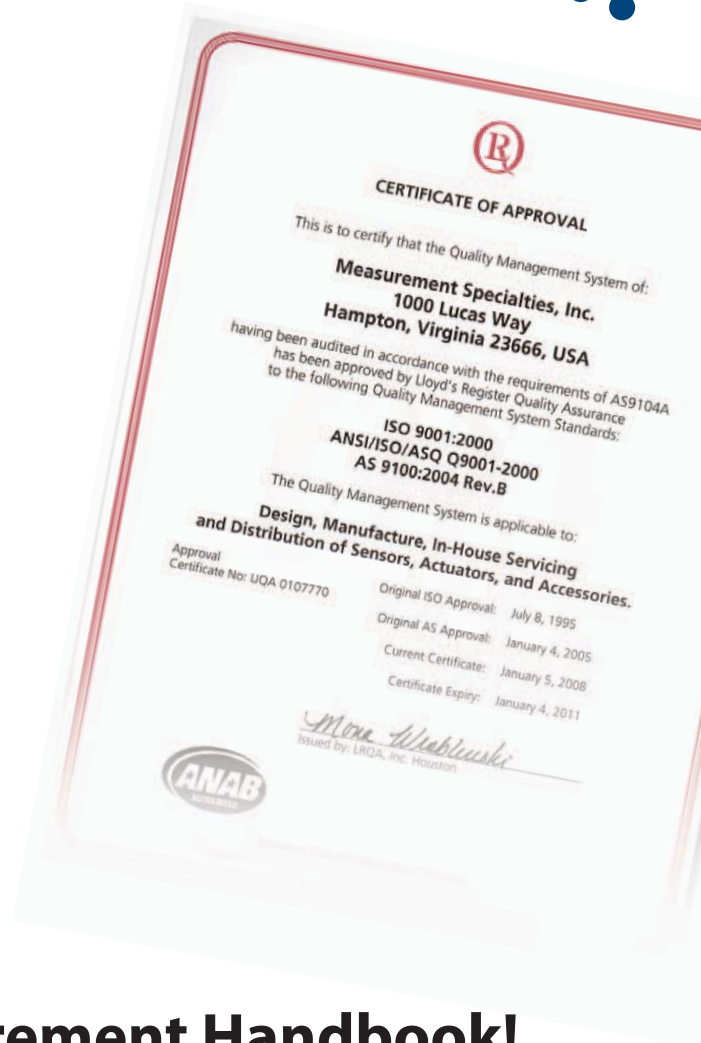 RQ
CERTIFICATE OF APPROVAL
This is to certify that the Quality Management System of:
Measurement Specialties, Inc.
1000 Lucas Way
Hampton, Virginia 23666, USA
having been audited in accordance with the requirements of AS9104A
has been approved by Lloyd's Register Quality Assurance
to the following Quality Management System Standards:
ISO 9001:2000
ANSI/ISO/ASQ Q9001-2000
AS 9100:2004 Rev.B
The Quality Management System is applicable to:
Design, Manufacture, In-House Servicing
and Distribution of Sensors, Actuators, and Accessories.
Approval
Certificate No: UQA 0107770
Original ISO Approval: July 8, 1995
Original AS Approval: January 4, 2005
Current Certificate: January 5, 2008
Certificate Expiry: January 4, 2011
Issued by: LRQA, Inc. Houston
ANAB
ACCREDITED
rement Handbook!